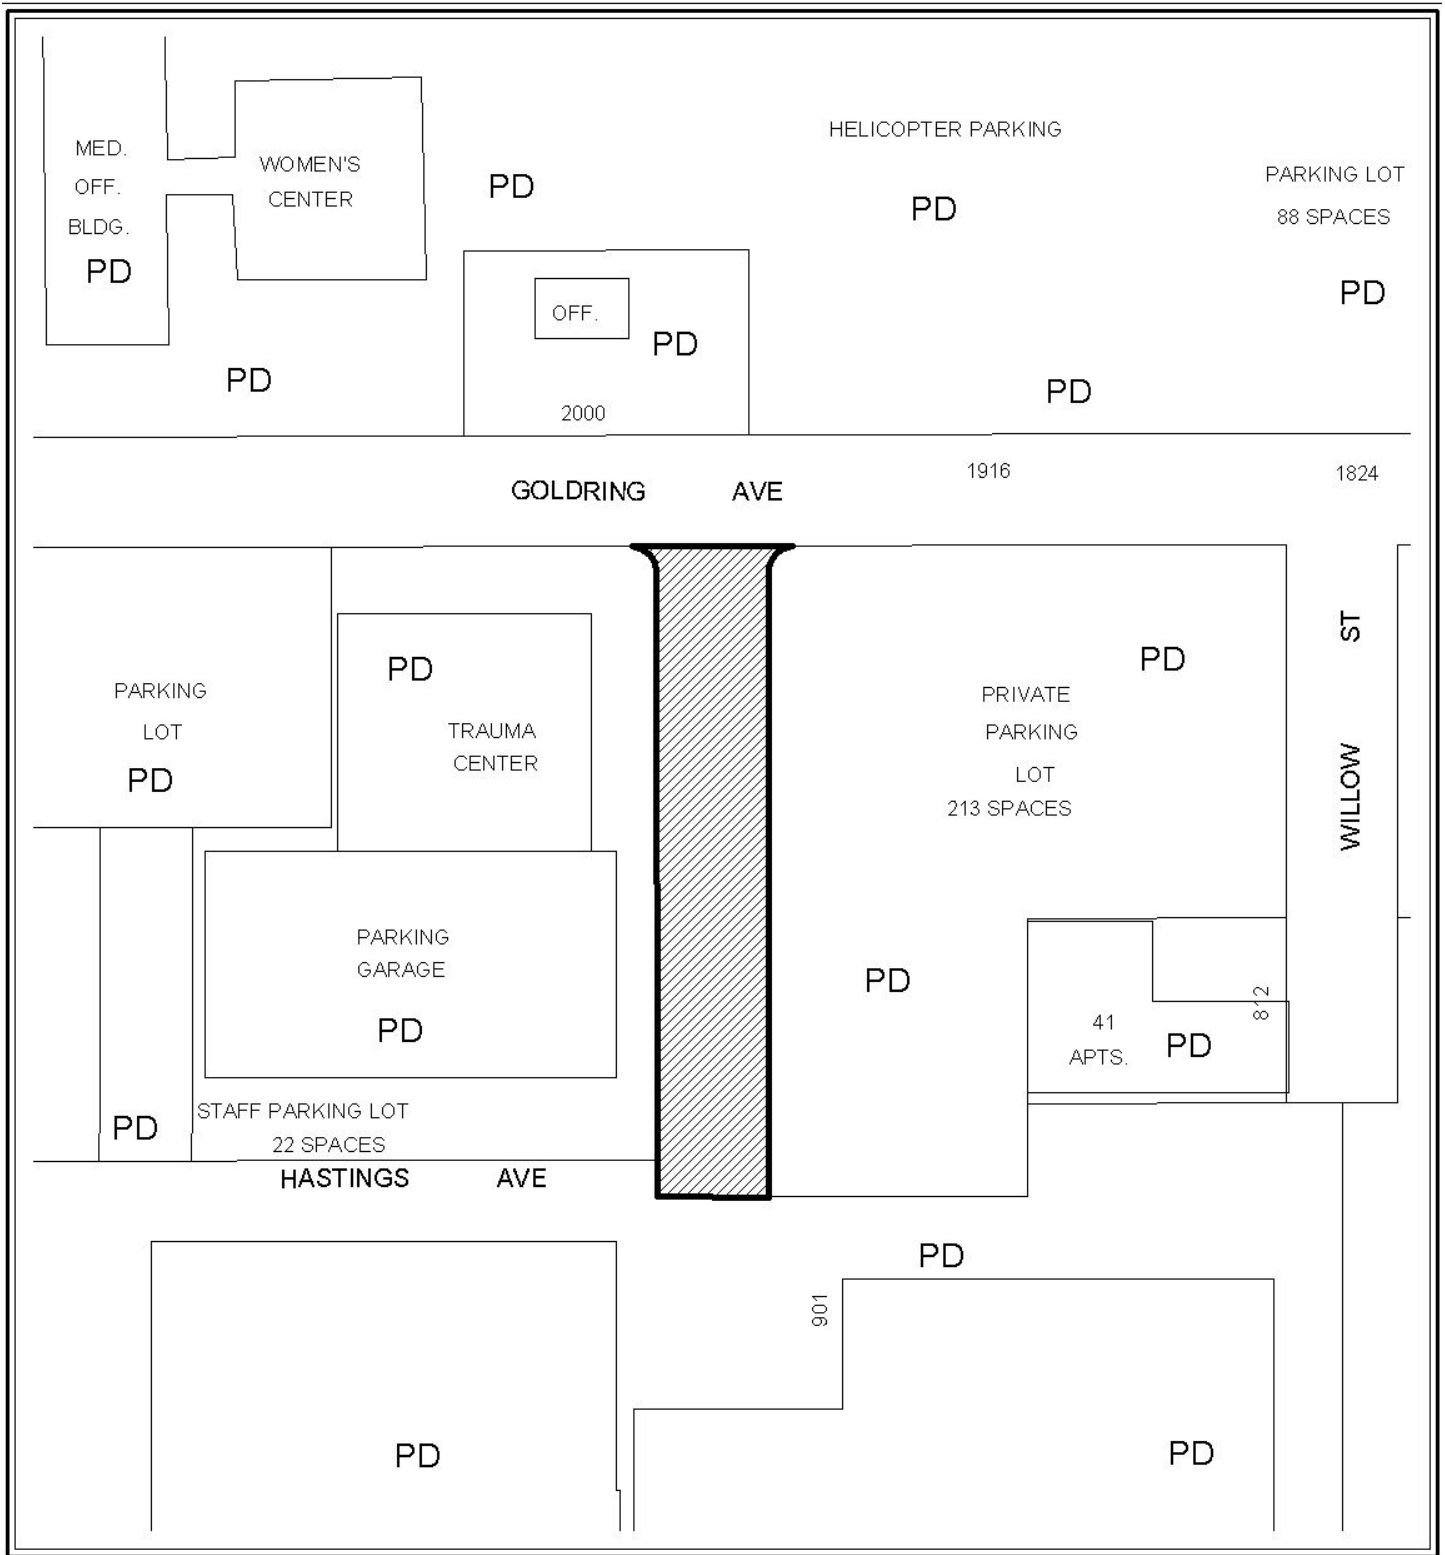 HELICOPTER PARKING
MED.
OFF.
BLDG.
PD
WOMEN'S
CENTER
PD
PD
PARKING LOT
88 SPACES
PD
OFF.
PD
PD
PD
2000
1916
1824
GOLDRING AVE
PD
PARKING
LOT
PD
TRAUMA
CENTER
PD
PRIVATE
PARKING
LOT
213 SPACES
WILLOW ST
PARKING
GARAGE
PD
PD
812
41
APTS.
PD
PD
STAFF PARKING LOT
22 SPACES
HASTINGS AVE
PD
901
PD
PD